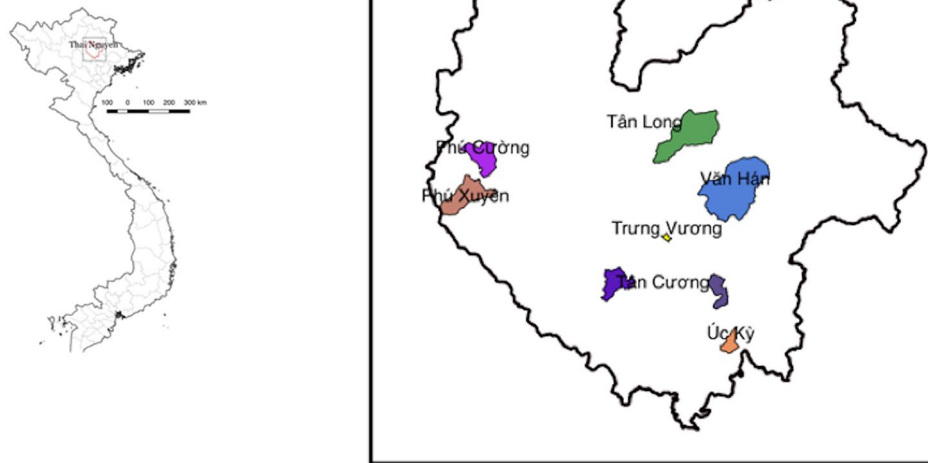 Thai Nguyen
100 0 100 200 300 km
Tân Long
Phú Cường
Văn Hán
Phú Xuyên
Trưng Vương
Tân Cương
Úc Kỳ